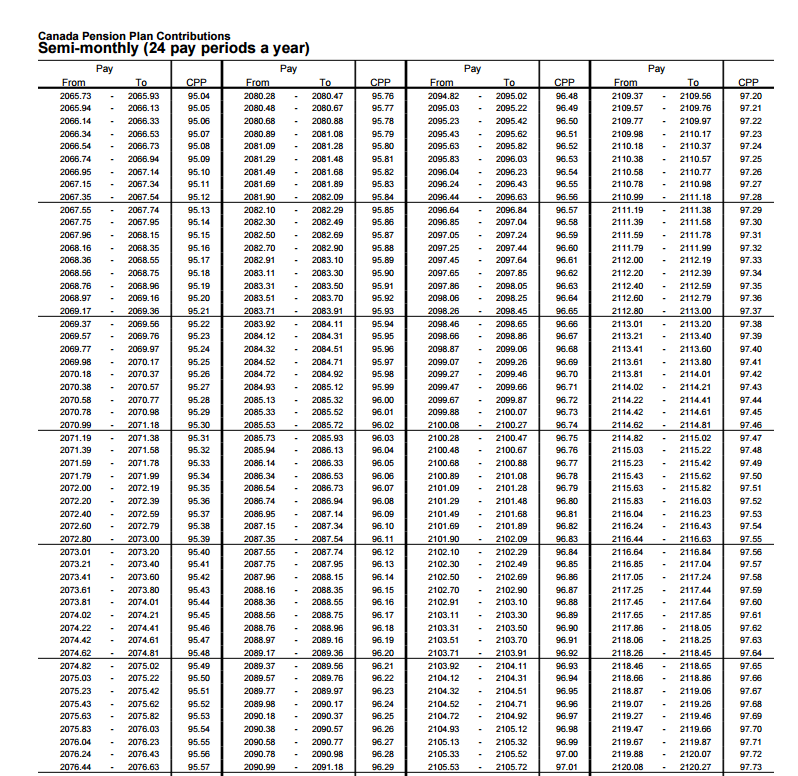 Canada Pension Plan Contributions
Semi-monthly (24 pay periods a year)
Pay Pay Pay Pay
From To CPP From To CPP From To CPP From To CPP
2065.73 - 2065.93 95.04 2080.28 - 2080.47 95.76 2094.82 - 2095.02 96.48 2109.37 - 2109.56 97.20
2065.94 - 2066.13 95.05 2080.48 - 2080.67 95.77 2095.03 - 2095.22 96.49 2109.57 - 2109.76 97.21
2066.14 - 2066.33 95.06 2080.68 - 2080.88 95.78 2095.23 - 2095.42 96.50 2109.77 - 2109.97 97.22
2066.34 - 2066.53 95.07 2080.89 - 2081.08 95.79 2095.43 - 2095.62 96.51 2109.98 - 2110.17 97.23
2066.54 - 2066.73 95.08 2081.09 - 2081.28 95.80 2095.63 - 2095.82 96.52 2110.18 - 2110.37 97.24
2066.74 - 2066.94 95.09 2081.29 - 2081.48 95.81 2095.83 - 2096.03 96.53 2110.38 - 2110.57 97.25
2066.95 - 2067.14 95.10 2081.49 - 2081.68 95.82 2096.04 - 2096.23 96.54 2110.58 - 2110.77 97.26
2067.15 - 2067.34 95.11 2081.69 - 2081.89 95.83 2096.24 - 2096.43 96.55 2110.78 - 2110.98 97.27
2067.35 - 2067.54 95.12 2081.90 - 2082.09 95.84 2096.44 - 2096.63 96.56 2110.99 - 2111.18 97.28
2067.55 - 2067.74 95.13 2082.10 - 2082.29 95.85 2096.64 - 2096.84 96.57 2111.19 - 2111.38 97.29
2067.75 - 2067.95 95.14 2082.30 - 2082.49 95.86 2096.85 - 2097.04 96.58 2111.39 - 2111.58 97.30
2067.96 - 2068.15 95.15 2082.50 - 2082.69 95.87 2097.05 - 2097.24 96.59 2111.59 - 2111.78 97.31
2068.16 - 2068.35 95.16 2082.70 - 2082.90 95.88 2097.25 - 2097.44 96.60 2111.79 - 2111.99 97.32
2068.36 - 2068.55 95.17 2082.91 - 2083.10 95.89 2097.45 - 2097.64 96.61 2112.00 - 2112.19 97.33
2068.56 - 2068.75 95.18 2083.11 - 2083.30 95.90 2097.65 - 2097.85 96.62 2112.20 - 2112.39 97.34
2068.76 - 2068.96 95.19 2083.31 - 2083.50 95.91 2097.86 - 2098.05 96.63 2112.40 - 2112.59 97.35
2068.97 - 2069.16 95.20 2083.51 - 2083.70 95.92 2098.06 - 2098.25 96.64 2112.60 - 2112.79 97.36
2069.17 - 2069.36 95.21 2083.71 - 2083.91 95.93 2098.26 - 2098.45 96.65 2112.80 - 2113.00 97.37
2069.37 - 2069.56 95.22 2083.92 - 2084.11 95.94 2098.46 - 2098.65 96.66 2113.01 - 2113.20 97.38
2069.57 - 2069.76 95.23 2084.12 - 2084.31 95.95 2098.66 - 2098.86 96.67 2113.21 - 2113.40 97.39
2069.77 - 2069.97 95.24 2084.32 - 2084.51 95.96 2098.87 - 2099.06 96.68 2113.41 - 2113.60 97.40
2069.98 - 2070.17 95.25 2084.52 - 2084.71 95.97 2099.07 - 2099.26 96.69 2113.61 - 2113.80 97.41
2070.18 - 2070.37 95.26 2084.72 - 2084.92 95.98 2099.27 - 2099.46 96.70 2113.81 - 2114.01 97.42
2070.38 - 2070.57 95.27 2084.93 - 2085.12 95.99 2099.47 - 2099.66 96.71 2114.02 - 2114.21 97.43
2070.58 - 2070.77 95.28 2085.13 - 2085.32 96.00 2099.67 - 2099.87 96.72 2114.22 - 2114.41 97.44
2070.78 - 2070.98 95.29 2085.33 - 2085.52 96.01 2099.88 - 2100.07 96.73 2114.42 - 2114.61 97.45
2070.99 - 2071.18 95.30 2085.53 - 2085.72 96.02 2100.08 - 2100.27 96.74 2114.62 - 2114.81 97.46
2071.19 - 2071.38 95.31 2085.73 - 2085.93 96.03 2100.28 - 2100.47 96.75 2114.82 - 2115.02 97.47
2071.39 - 2071.58 95.32 2085.94 - 2086.13 96.04 2100.48 - 2100.67 96.76 2115.03 - 2115.22 97.48
2071.59 - 2071.78 95.33 2086.14 - 2086.33 96.05 2100.68 - 2100.88 96.77 2115.23 - 2115.42 97.49
2071.79 - 2071.99 95.34 2086.34 - 2086.53 96.06 2100.89 - 2101.08 96.78 2115.43 - 2115.62 97.50
2072.00 - 2072.19 95.35 2086.54 - 2086.73 96.07 2101.09 - 2101.28 96.79 2115.63 - 2115.82 97.51
2072.20 - 2072.39 95.36 2086.74 - 2086.94 96.08 2101.29 - 2101.48 96.80 2115.83 - 2116.03 97.52
2072.40 - 2072.59 95.37 2086.95 - 2087.14 96.09 2101.49 - 2101.68 96.81 2116.04 - 2116.23 97.53
2072.60 - 2072.79 95.38 2087.15 - 2087.34 96.10 2101.69 - 2101.89 96.82 2116.24 - 2116.43 97.54
2072.80 - 2073.00 95.39 2087.35 - 2087.54 96.11 2101.90 - 2102.09 96.83 2116.44 - 2116.63 97.55
2073.01 - 2073.20 95.40 2087.55 - 2087.74 96.12 2102.10 - 2102.29 96.84 2116.64 - 2116.84 97.56
2073.21 - 2073.40 95.41 2087.75 - 2087.95 96.13 2102.30 - 2102.49 96.85 2116.85 - 2117.04 97.57
2073.41 - 2073.60 95.42 2087.96 - 2088.15 96.14 2102.50 - 2102.69 96.86 2117.05 - 2117.24 97.58
2073.61 - 2073.80 95.43 2088.16 - 2088.35 96.15 2102.70 - 2102.90 96.87 2117.25 - 2117.44 97.59
2073.81 - 2074.01 95.44 2088.36 - 2088.55 96.16 2102.91 - 2103.10 96.88 2117.45 - 2117.64 97.60
2074.02 - 2074.21 95.45 2088.56 - 2088.75 96.17 2103.11 - 2103.30 96.89 2117.65 - 2117.85 97.61
2074.22 - 2074.41 95.46 2088.76 - 2088.96 96.18 2103.31 - 2103.50 96.90 2117.86 - 2118.05 97.62
2074.42 - 2074.61 95.47 2088.97 - 2089.16 96.19 2103.51 - 2103.70 96.91 2118.06 - 2118.25 97.63
2074.62 - 2074.81 95.48 2089.17 - 2089.36 96.20 2103.71 - 2103.91 96.92 2118.26 - 2118.45 97.64
2074.82 - 2075.02 95.49 2089.37 - 2089.56 96.21 2103.92 - 2104.11 96.93 2118.46 - 2118.65 97.65
2075.03 - 2075.22 95.50 2089.57 - 2089.76 96.22 2104.12 - 2104.31 96.94 2118.66 - 2118.86 97.66
2075.23 - 2075.42 95.51 2089.77 - 2089.97 96.23 2104.32 - 2104.51 96.95 2118.87 - 2119.06 97.67
2075.43 - 2075.62 95.52 2089.98 - 2090.17 96.24 2104.52 - 2104.71 96.96 2119.07 - 2119.26 97.68
2075.63 - 2075.82 95.53 2090.18 - 2090.37 96.25 2104.72 - 2104.92 96.97 2119.27 - 2119.46 97.69
2075.83 - 2076.03 95.54 2090.38 - 2090.57 96.26 2104.93 - 2105.12 96.98 2119.47 - 2119.66 97.70
2076.04 - 2076.23 95.55 2090.58 - 2090.77 96.27 2105.13 - 2105.32 96.99 2119.67 - 2119.87 97.71
2076.24 - 2076.43 95.56 2090.78 - 2090.98 96.28 2105.33 - 2105.52 97.00 2119.88 - 2120.07 97.72
2076.44 - 2076.63 95.57 2090.99 - 2091.18 96.29 2105.53 - 2105.72 97.01 2120.08 - 2120.27 97.73